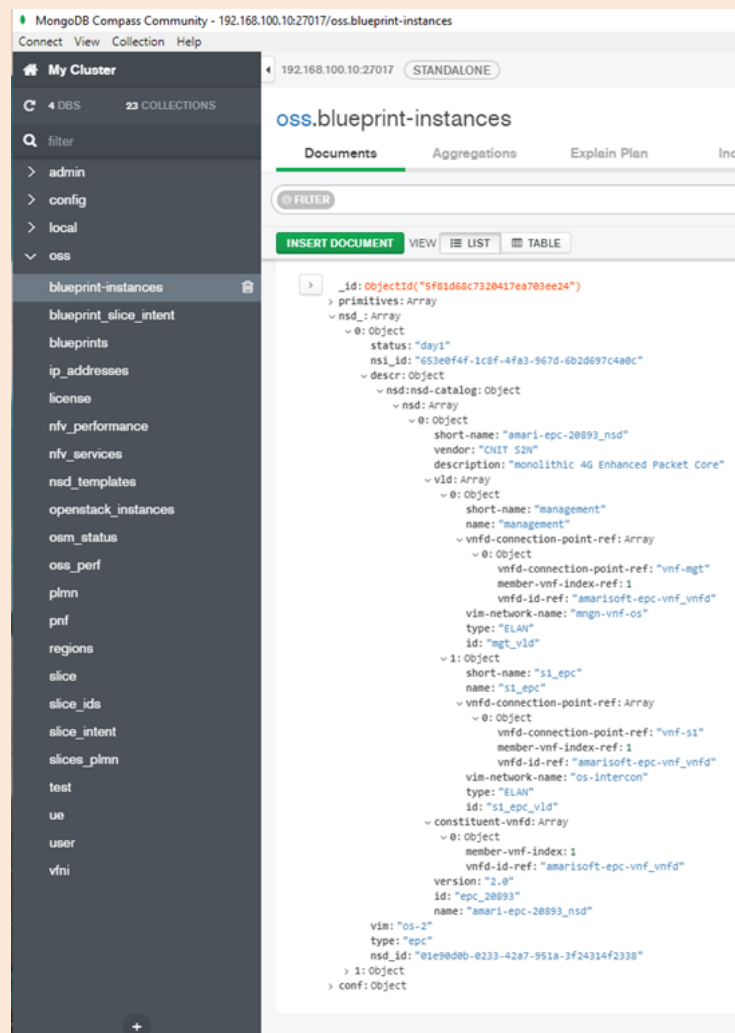 MongoDB Compass Community - 192.168.100.10:27017/oss.blueprint-instances
Connect View Collection Help
My Cluster
4 DBS 23 COLLECTIONS
filter
admin
config
local
oss
blueprint-instances
blueprint_slice_intent
blueprints
ip_addresses
license
nfv_performance
nfv_services
nsd_templates
openstack_instances
osm_status
oss_perf
plmn
pnf
regions
slice
slice_ids
slice_intent
slices_plmn
test
ue
user
vfni
192.168.100.10:27017 STANDALONE
oss.blueprint-instances
Documents Aggregations Explain Plan
FILTER
INSERT DOCUMENT VIEW LIST TABLE
_id: ObjectId("5f81d68c7320417ea703ee24")
primitives: Array
nsd_: Array
0: Object
status: "day1"
nsi_id: "653e0f4f-1c8f-4fa3-967d-6b2d697c4a0c"
descr: Object
nsd:nsd-catalog: Object
nsd: Array
0: Object
short-name: "amari-epc-20893_nsd"
vendor: "CNIT S2N"
description: "monolithic 4G Enhanced Packet Core"
vld: Array
0: Object
short-name: "management"
name: "management"
vnfd-connection-point-ref: Array
0: Object
vnfd-connection-point-ref: "vnf-mgt"
member-vnf-index-ref: 1
vnfd-id-ref: "amarisoft-epc-vnf_vnfd"
vim-network-name: "mngn-vnf-os"
type: "ELAN"
id: "mgt_vld"
1: Object
short-name: "s1_epc"
name: "s1_epc"
vnfd-connection-point-ref: Array
0: Object
vnfd-connection-point-ref: "vnf-s1"
member-vnf-index-ref: 1
vnfd-id-ref: "amarisoft-epc-vnf_vnfd"
vim-network-name: "os-intercon"
type: "ELAN"
id: "s1_epc_vld"
constituent-vnfd: Array
0: Object
member-vnf-index: 1
vnfd-id-ref: "amarisoft-epc-vnf_vnfd"
version: "2.0"
id: "epc_20893"
name: "amari-epc-20893_nsd"
vim: "os-2"
type: "epc"
nsd_id: "01e90d0b-0233-42a7-951a-3f24314f2338"
1: Object
conf: Object